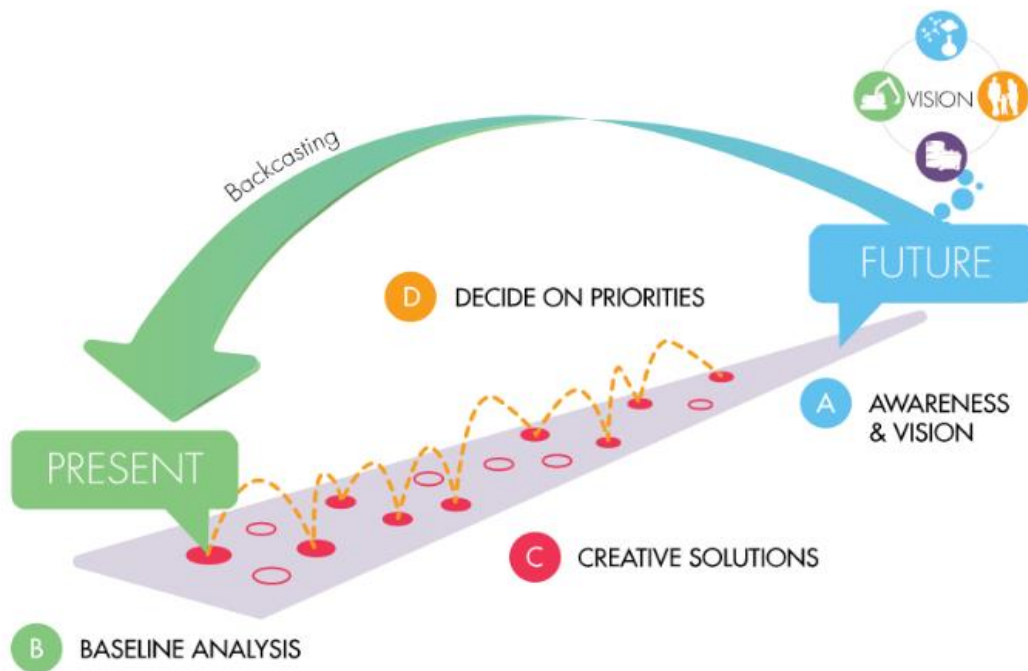 VISION
Backcasting
FUTURE
D DECIDE ON PRIORITIES
A AWARENESS
& VISION
PRESENT
C CREATIVE SOLUTIONS
B BASELINE ANALYSIS